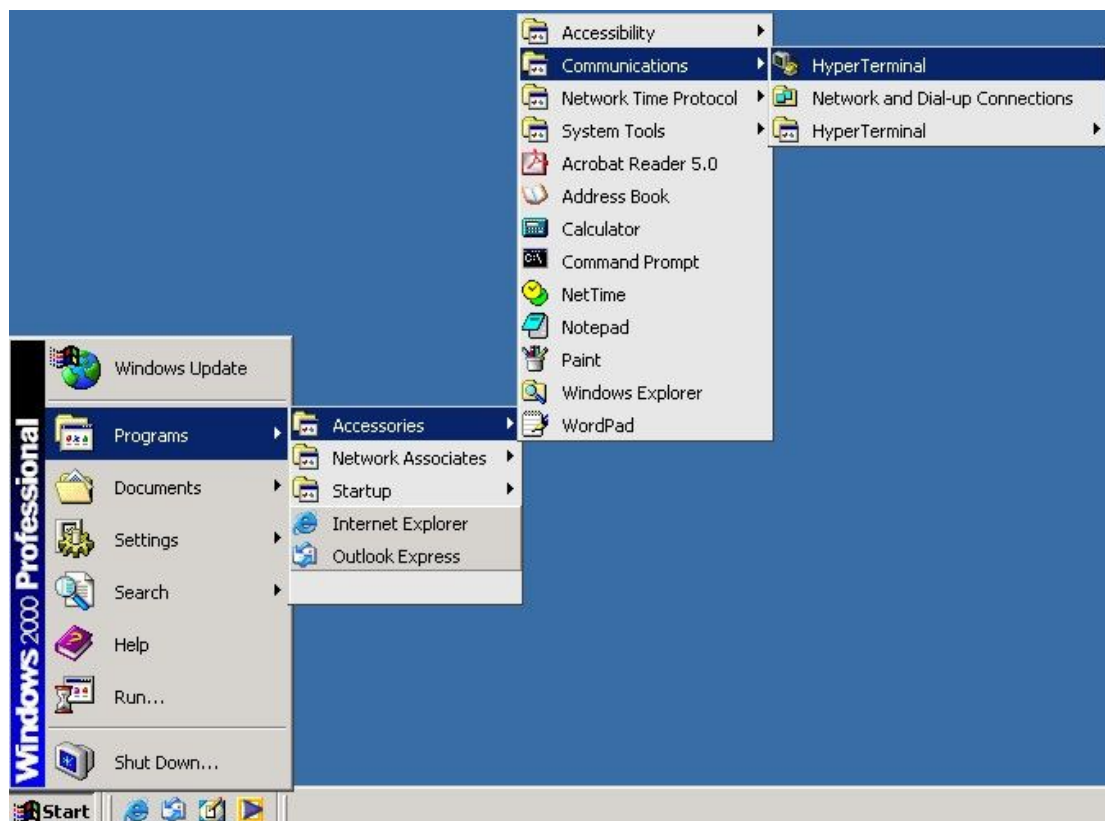 Accessibility
Communications
Network Time Protocol
System Tools
Acrobat Reader 5.0
Address Book
Calculator
Command Prompt
NetTime
Notepad
Paint
Windows Explorer
WordPad
HyperTerminal
Network and Dial-up Connections
HyperTerminal
Windows Update
Programs
Documents
Settings
Search
Help
Run...
Shut Down...
Accessories
Network Associates
Startup
Internet Explorer
Outlook Express
Windows 2000 Professional
Start